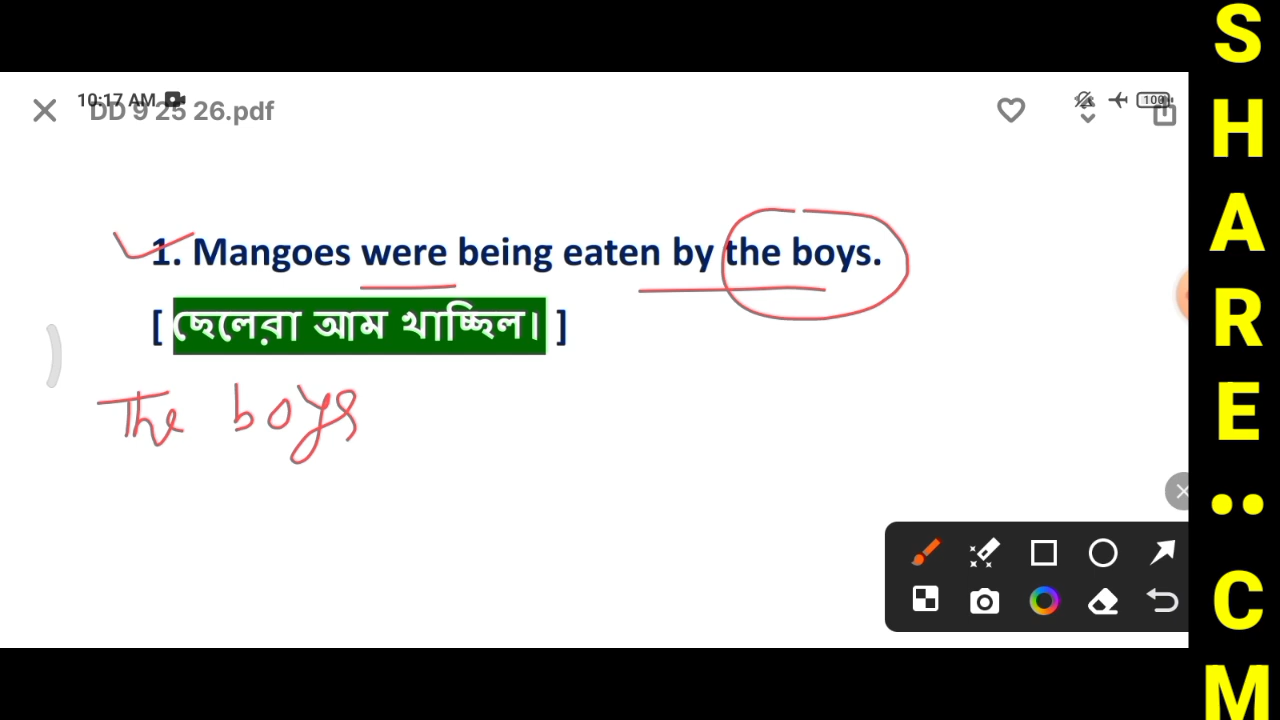 10:17 AM
DD 9 25 26.pdf
100
1. Mangoes were being eaten by the boys.
[ ছেলেরা আম খাচ্ছিল। ]
The boys
SHARE •• CM